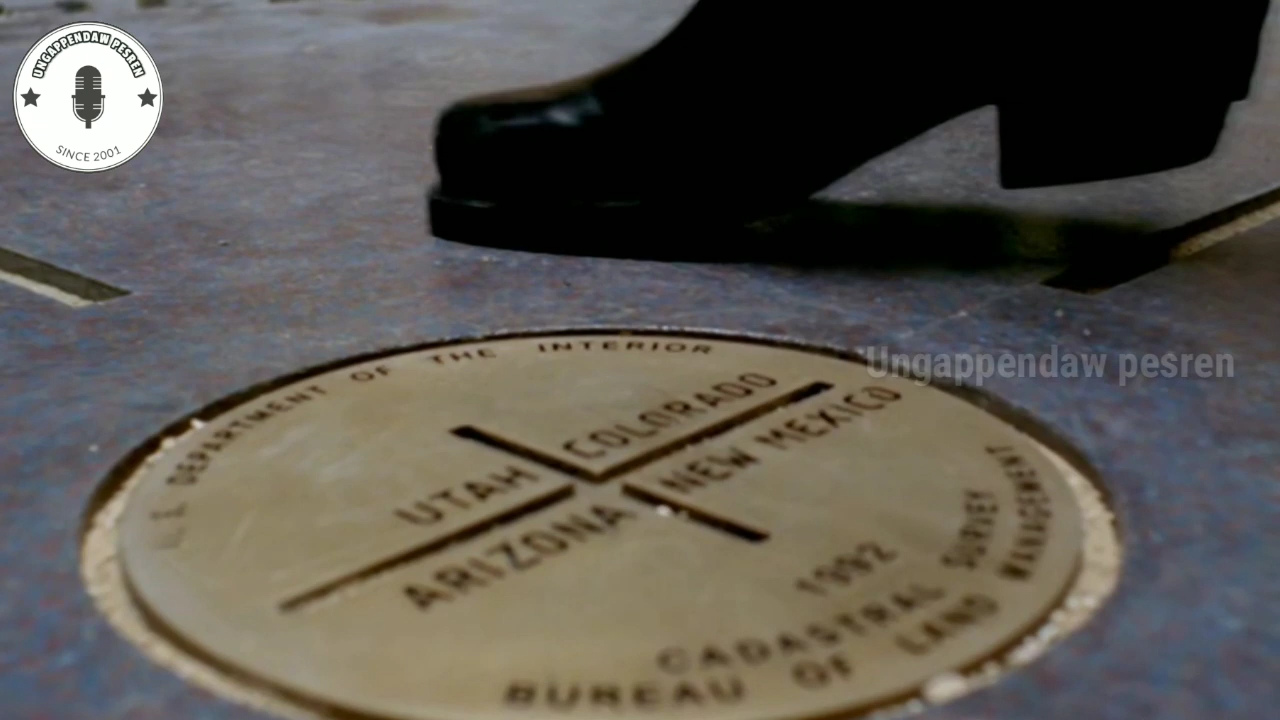 UNGAPPENDAW PESREN
SINCE 2001
Ungappendaw pesren
U.S. DEPARTMENT OF THE INTERIOR
UTAH
COLORADO
ARIZONA
NEW MEXICO
1992
CADASTRAL SURVEY
BUREAU OF LAND MANAGEMENT